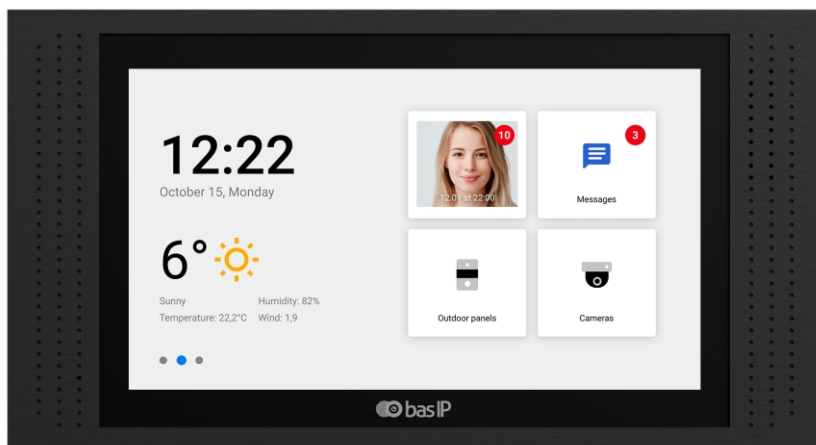 12:22
October 15, Monday
6°
Sunny
Humidity: 82%
Temperature: 22,2°C
Wind: 1,9
10
12.01 at 22:00
3
Messages
Outdoor panels
Cameras
bas IP